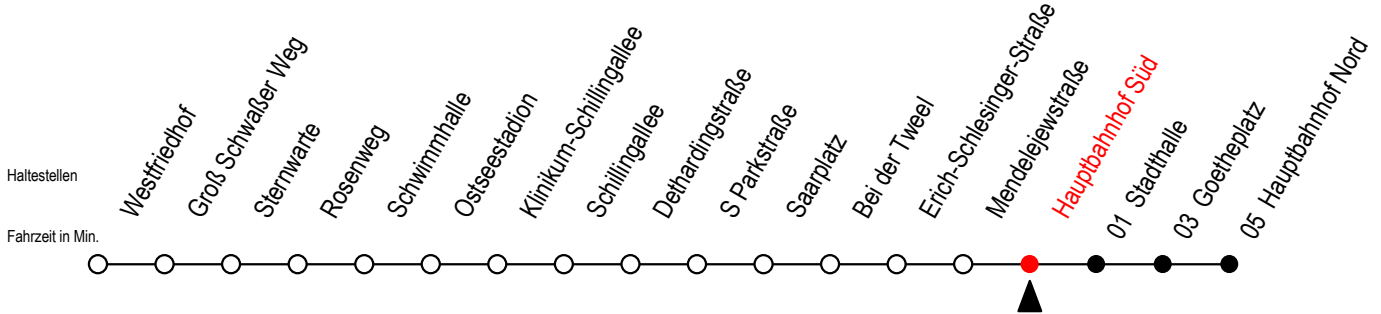 Haltestellen
Fahrzeit in Min.
Westfriedhof
Groß Schwaßer Weg
Sternwarte
Rosenweg
Schwimmhalle
Ostseestadion
Klinikum-Schillingallee
Schillingallee
Dethardingstraße
S Parkstraße
Saarplatz
Bei der Tweel
Erich-Schlesinger-Straße
Mendelejewstraße
Hauptbahnhof Süd
01 Stadthalle
03 Goetheplatz
05 Hauptbahnhof Nord